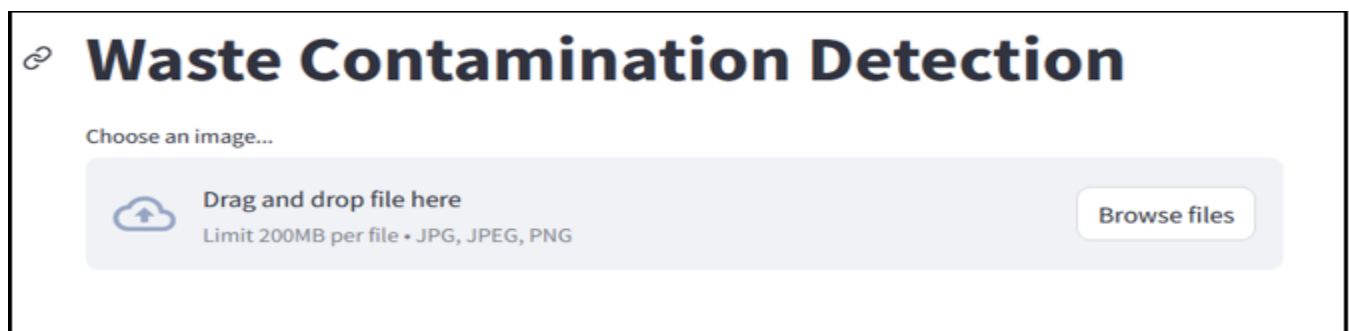 Waste Contamination Detection
Choose an image...
Drag and drop file here
Limit 200MB per file • JPG, JPEG, PNG
Browse files